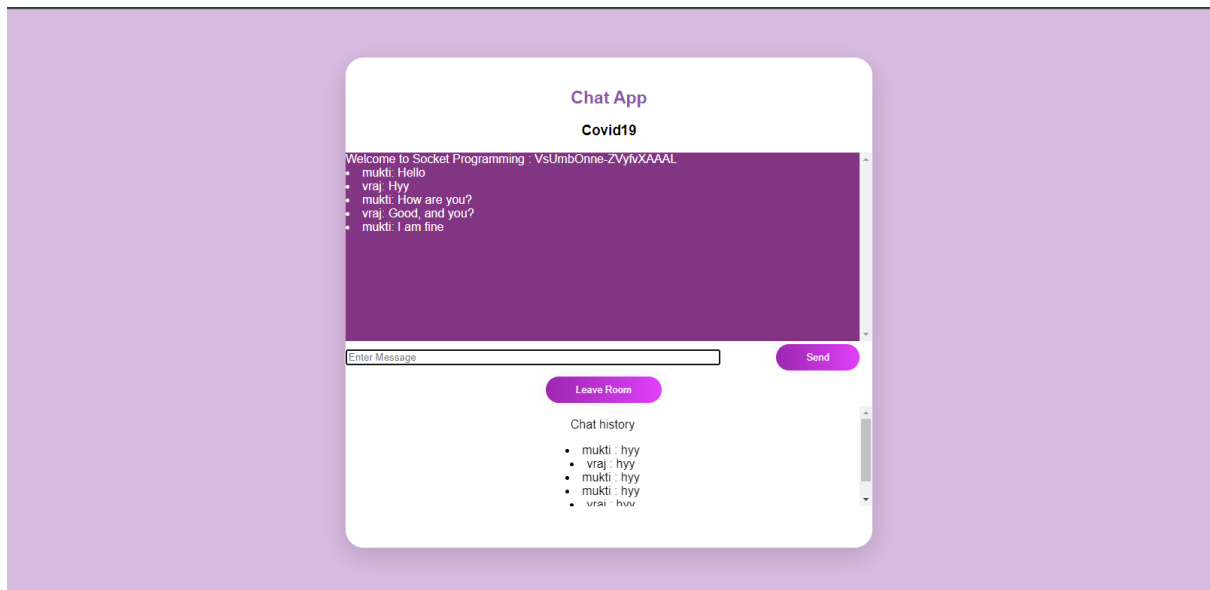 Chat App
Covid19
Welcome to Socket Programming : VsUmbOnne-ZVyfvXAAAL
mukti: Hello
vraj: Hyy
mukti: How are you?
vraj: Good, and you?
mukti: I am fine
Enter Message
Send
Leave Room
Chat history
mukti : hyy
vraj : hyy
mukti : hyy
mukti : hyy
vraj : hyy